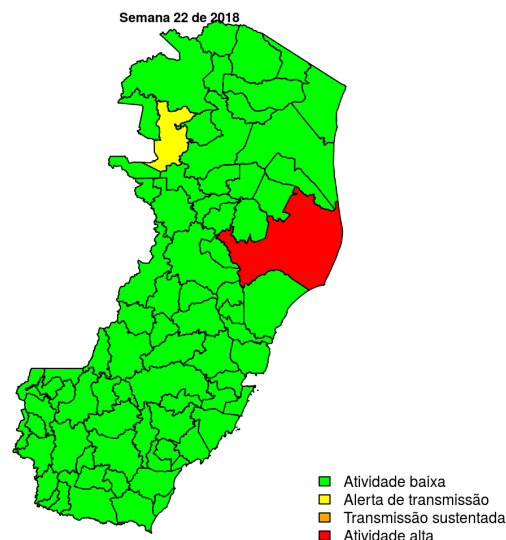 Semana 22 de 2018
Atividade baixa
Alerta de transmissão
Transmissão sustentada
Atividade alta